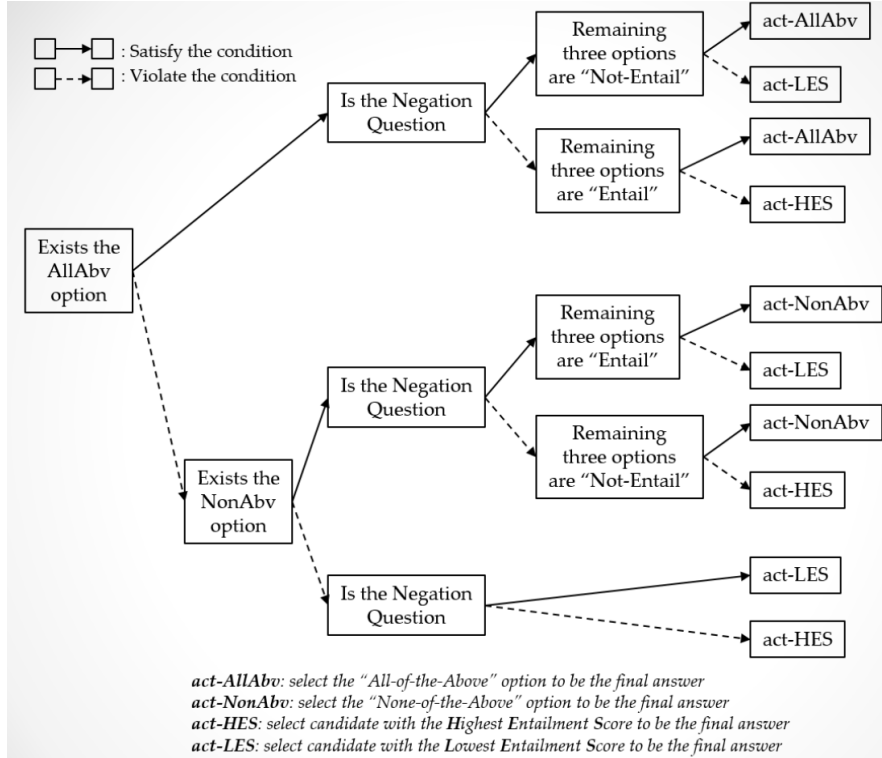 : Satisfy the condition
: Violate the condition
Exists the
AllAbv
option
Is the Negation
Question
Remaining
three options
are “Not-Entail”
act-AllAbv
act-LES
Remaining
three options
are “Entail”
act-AllAbv
act-HES
Exists the
NonAbv
option
Is the Negation
Question
Remaining
three options
are “Entail”
act-NonAbv
act-LES
Remaining
three options
are “Not-Entail”
act-NonAbv
act-HES
Is the Negation
Question
act-LES
act-HES
act-AllAbv: select the “All-of-the-Above” option to be the final answer
act-NonAbv: select the “None-of-the-Above” option to be the final answer
act-HES: select candidate with the Highest Entailment Score to be the final answer
act-LES: select candidate with the Lowest Entailment Score to be the final answer